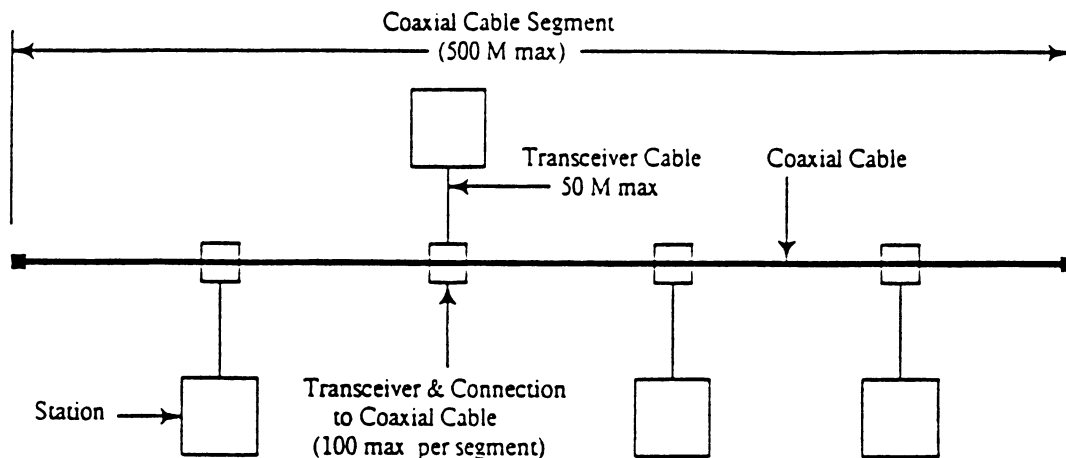 Coaxial Cable Segment
(500 M max)
Transceiver Cable
50 M max
Coaxial Cable
Station
Transceiver & Connection
to Coaxial Cable
(100 max per segment)